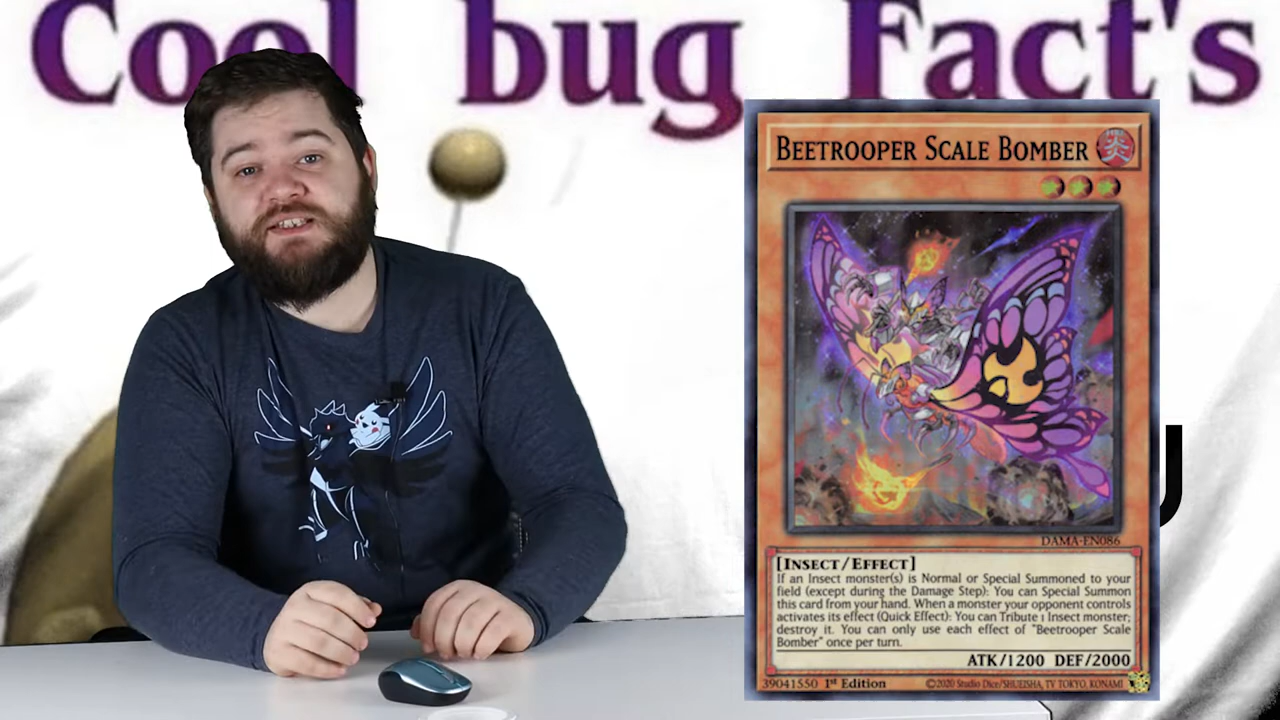 Cool bug Fact's
BEETROOPER SCALE BOMBER 炎
DAMA-EN086
[INSECT/EFFECT]
If an Insect monster(s) is Normal or Special Summoned to your
field (except during the Damage Step): You can Special Summon
this card from your hand. When a monster your opponent controls
activates its effect (Quick Effect): You can Tribute 1 Insect monster;
destroy it. You can only use each effect of "Beetrooper Scale
Bomber" once per turn.
ATK/1200 DEF/2000
39041550 1st Edition ©2020 Studio Dice/SHUEISHA, TV TOKYO, KONAMI